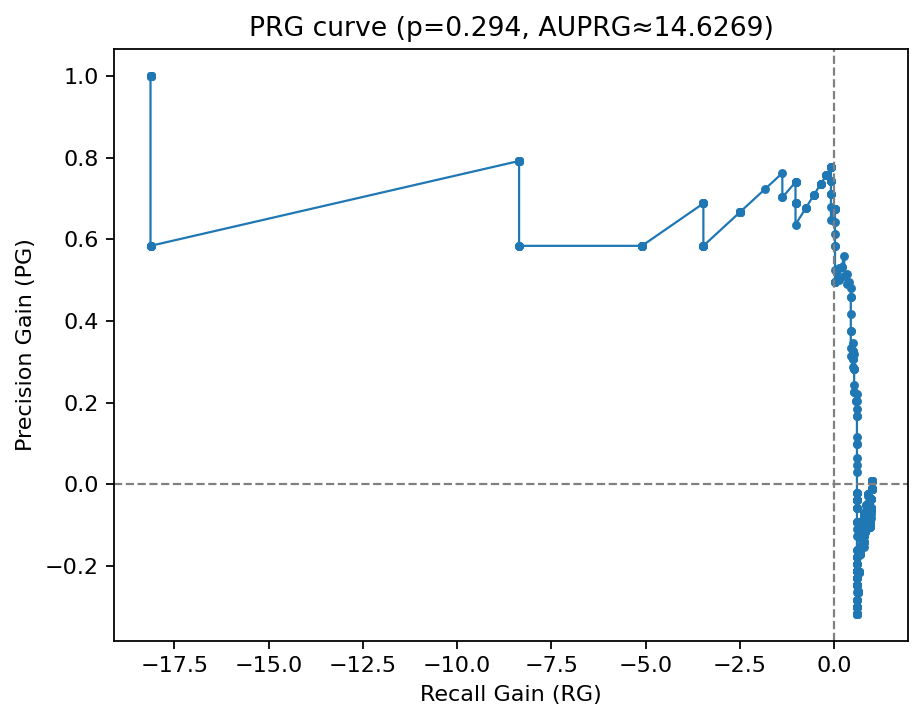 PRG curve (p=0.294, AUPRG≈14.6269)
Precision Gain (PG)
1.0
0.8
0.6
0.4
0.2
0.0
−0.2
−17.5 −15.0 −12.5 −10.0 −7.5 −5.0 −2.5 0.0
Recall Gain (RG)